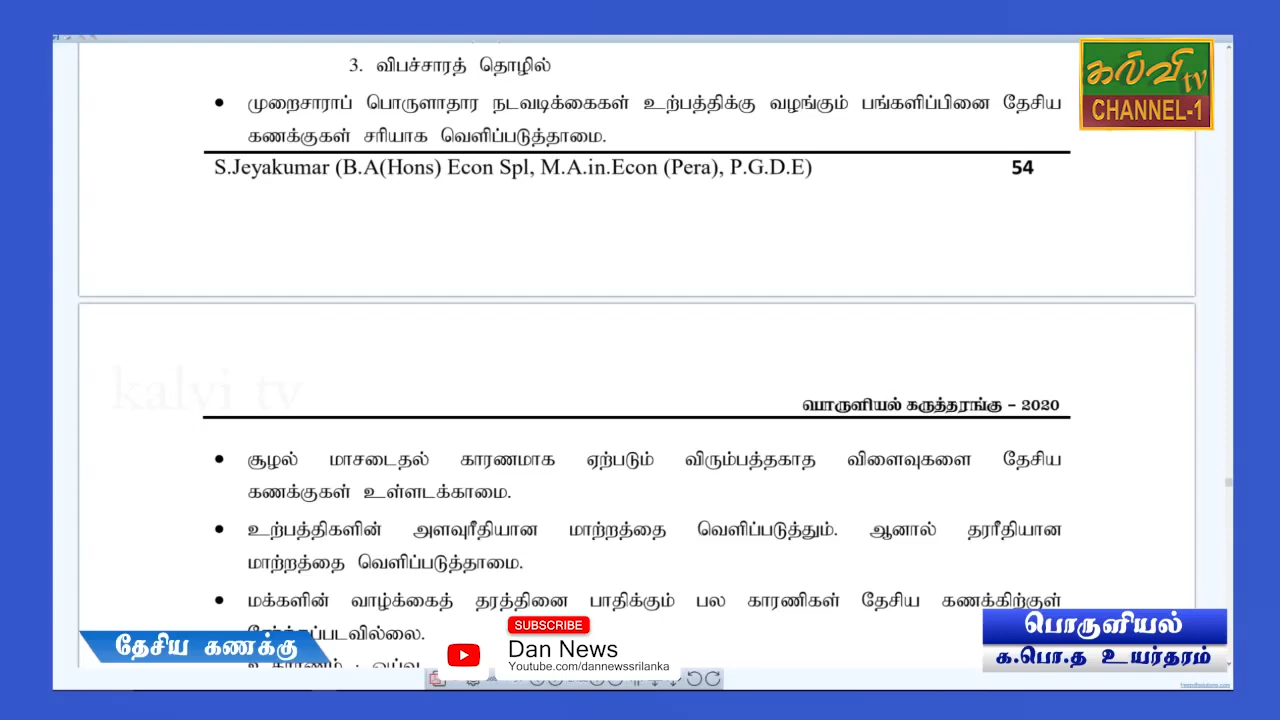 3. விபச்சாரத் தொழில்
கல்வி tv
CHANNEL-1
• முறைசாராப் பொருளாதார நடவடிக்கைகள் உற்பத்திக்கு வழங்கும் பங்களிப்பினை தேசிய
கணக்குகள் சரியாக வெளிப்படுத்தாமை.
S.Jeyakumar (B.A(Hons) Econ Spl, M.A.in.Econ (Pera), P.G.D.E) 54
kalvi tv
பொருளியல் கருத்தரங்கு – 2020
• சூழல் மாசடைதல் காரணமாக ஏற்படும் விரும்பத்தகாத விளைவுகளை தேசிய
கணக்குகள் உள்ளடக்காமை.
• உற்பத்திகளின் அளவுரீதியான மாற்றத்தை வெளிப்படுத்தும். ஆனால் தரரீதியான
மாற்றத்தை வெளிப்படுத்தாமை.
• மக்களின் வாழ்க்கைத் தரத்தினை பாதிக்கும் பல காரணிகள் தேசிய கணக்கிற்குள்
தேசிய கணக்கு
SUBSCRIBE
Dan News
Youtube.com/dannewssrilanka
பொருளியல்
க.பொ.த உயர்தரம்